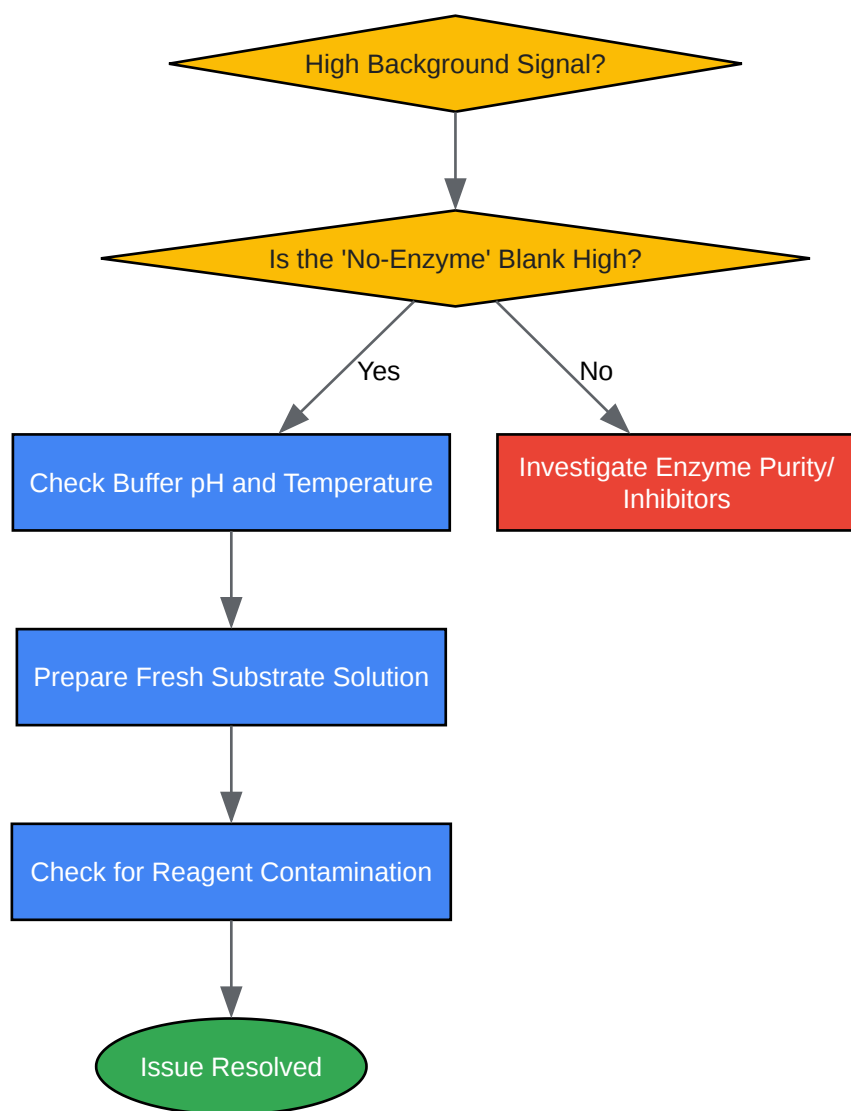 High Background Signal?
Is the 'No-Enzyme' Blank High?
Yes
No
Check Buffer pH and Temperature
Investigate Enzyme Purity/
Inhibitors
Prepare Fresh Substrate Solution
Check for Reagent Contamination
Issue Resolved